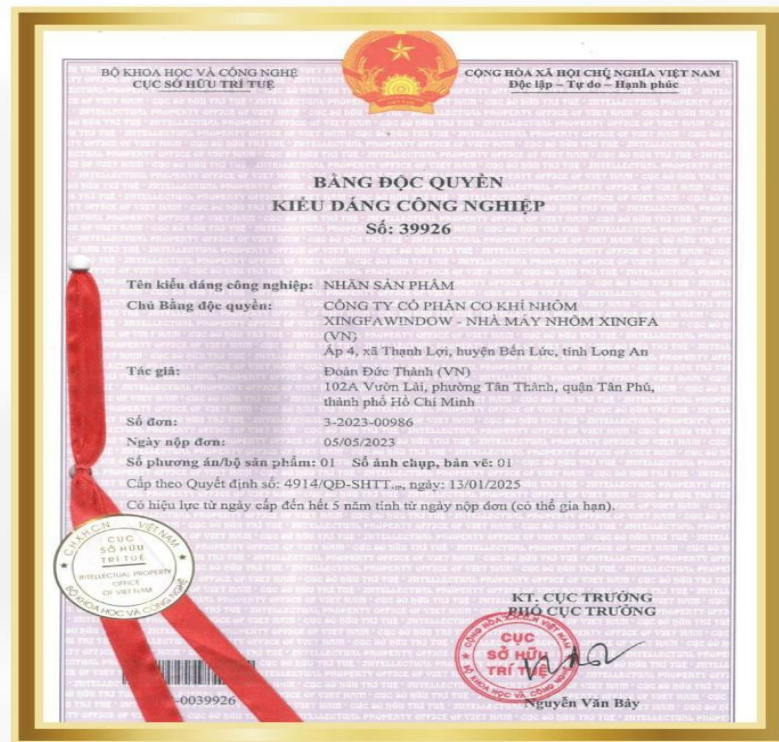 BỘ KHOA HỌC VÀ CÔNG NGHỆ
CỤC SỞ HỮU TRÍ TUỆ
CỘNG HÒA XÃ HỘI CHỦ NGHĨA VIỆT NAM
Độc lập – Tự do – Hạnh phúc
BẰNG ĐỘC QUYỀN
KIỂU DÁNG CÔNG NGHIỆP
Số: 39926
Tên kiểu dáng công nghiệp: NHÃN SẢN PHẨM
Chủ Bằng độc quyền: CÔNG TY CỔ PHẦN CƠ KHÍ NHÔM
XINGFAWINDOW - NHÀ MÁY NHÔM XINGFA
(VN)
Ấp 4, xã Thạnh Lợi, huyện Bến Lức, tỉnh Long An
Tác giả: Đoàn Đức Thành (VN)
102A Vườn Lài, phường Tân Thành, quận Tân Phú,
thành phố Hồ Chí Minh
Số đơn: 3-2023-00986
Ngày nộp đơn: 05/05/2023
Số phương án/bộ sản phẩm: 01 Số ảnh chụp, bản vẽ: 01
Cấp theo Quyết định số: 4914/QĐ-SHTT, ngày: 13/01/2025
Có hiệu lực từ ngày cấp đến hết 5 năm tính từ ngày nộp đơn (có thể gia hạn).
CỤC
SỞ HỮU
TRÍ TUỆ
INTELLECTUAL PROPERTY
OFFICE
OF VIET NAM
BỘ KHOA HỌC VÀ CÔNG NGHỆ
KT. CỤC TRƯỞNG
PHÓ CỤC TRƯỞNG
CỤC
SỞ HỮU
TRÍ TUỆ
Nguyễn Văn Bảy
-0039926